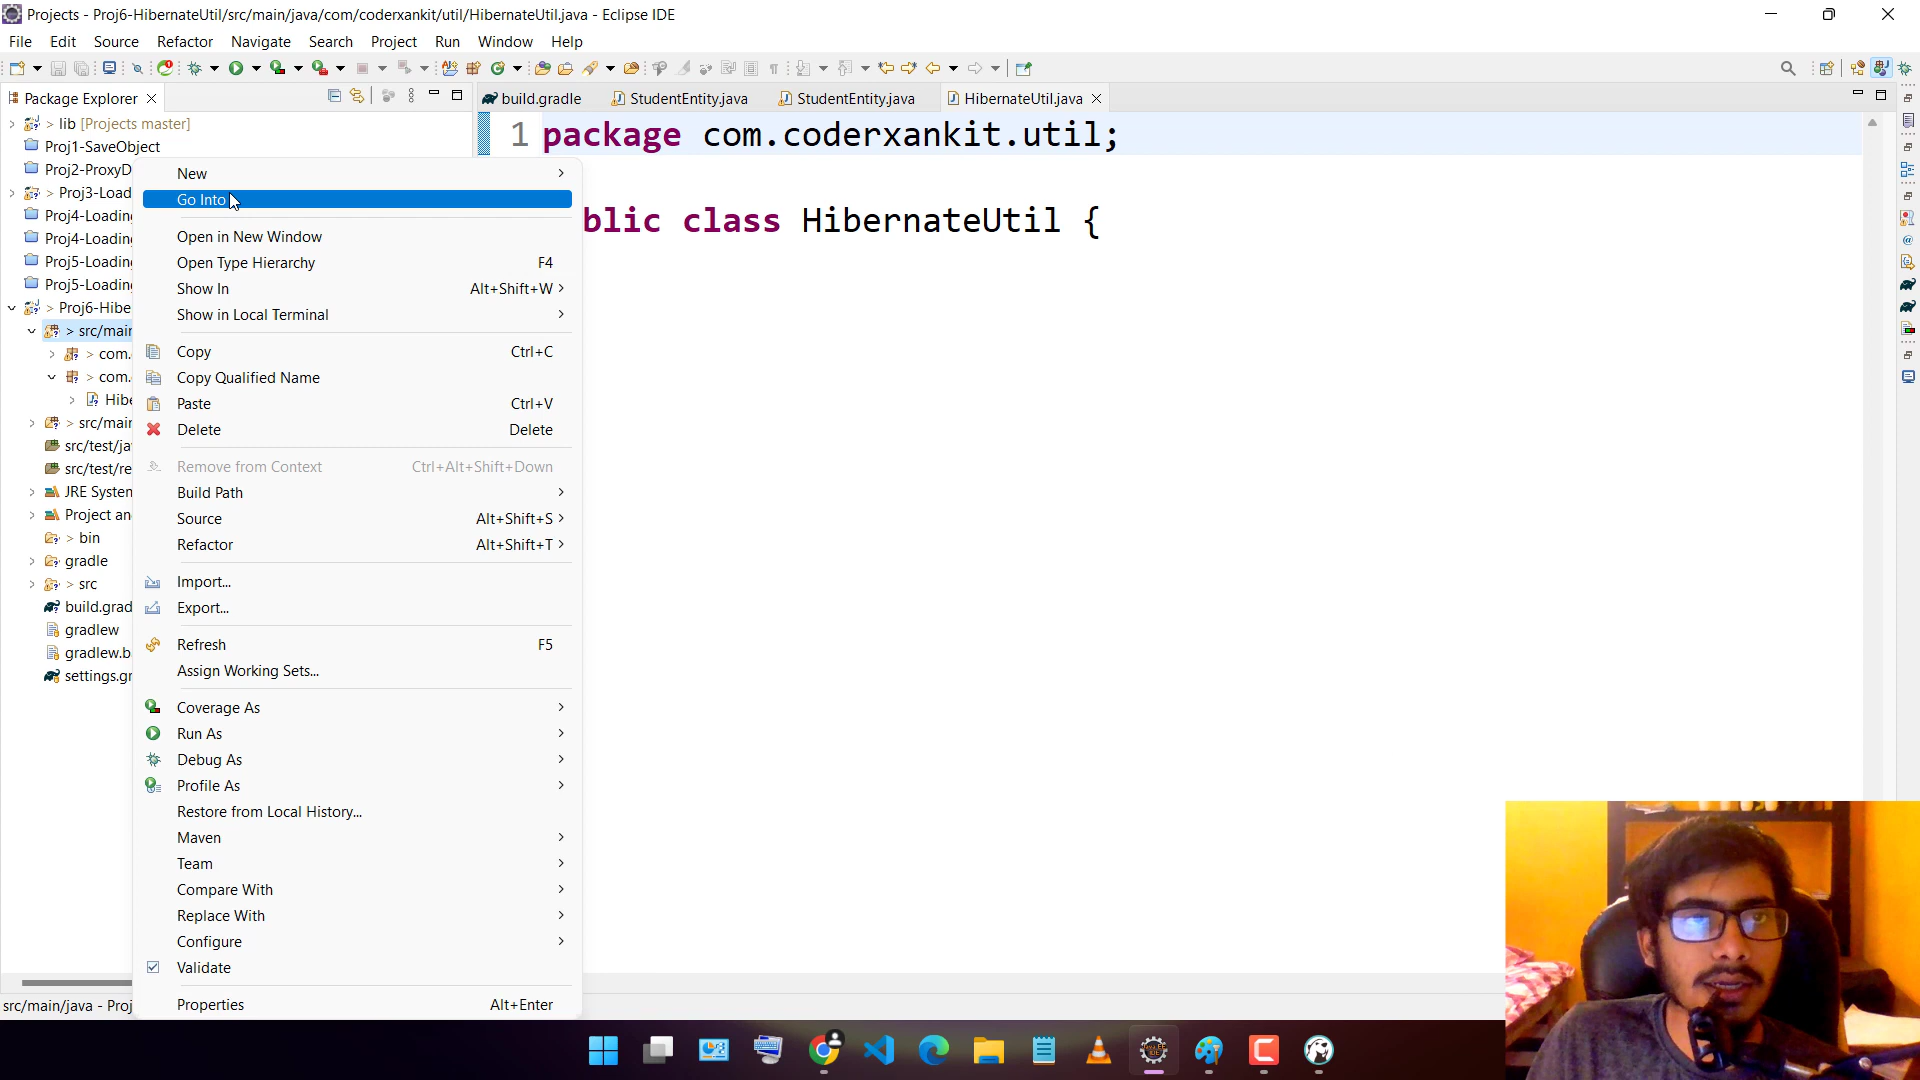 Projects - Proj6-HibernateUtil/src/main/java/com/coderxankit/util/HibernateUtil.java - Eclipse IDE
File Edit Source Refactor Navigate Search Project Run Window Help
Package Explorer
build.gradle StudentEntity.java StudentEntity.java HibernateUtil.java
> lib [Projects master]
Proj1-SaveObject
Proj2-ProxyD
> Proj3-Load
Proj4-Loading
Proj4-Loading
Proj5-Loading
Proj5-Loading
> Proj6-Hibe
> src/main
> com.
> com.
Hibe
> src/main
src/test/ja
src/test/re
JRE System
Project an
> bin
gradle
> src
build.grad
gradlew
gradlew.b
settings.gr
src/main/java - Proj
New
Go Into
Open in New Window
Open Type Hierarchy F4
Show In Alt+Shift+W
Show in Local Terminal
Copy Ctrl+C
Copy Qualified Name
Paste Ctrl+V
Delete Delete
Remove from Context Ctrl+Alt+Shift+Down
Build Path
Source Alt+Shift+S
Refactor Alt+Shift+T
Import...
Export...
Refresh F5
Assign Working Sets...
Coverage As
Run As
Debug As
Profile As
Restore from Local History...
Maven
Team
Compare With
Replace With
Configure
Validate
Properties Alt+Enter
1 package com.coderxankit.util;
blic class HibernateUtil {